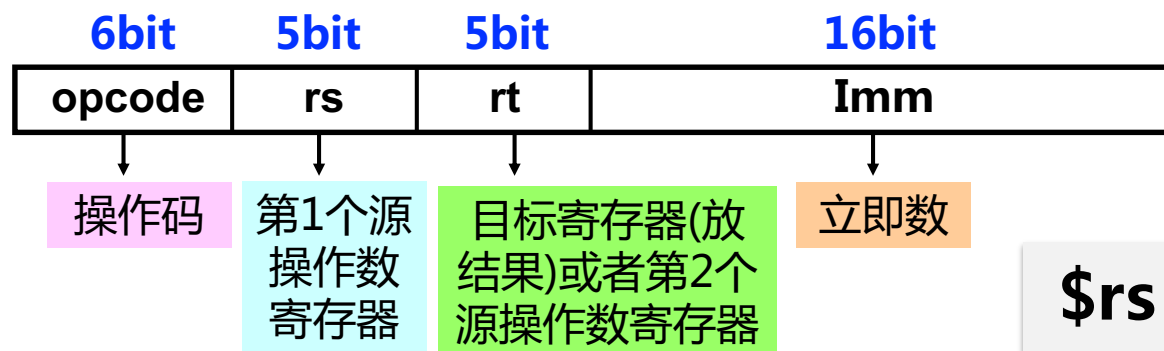 6bit 5bit 5bit 16bit
opcode rs rt Imm
操作码
第1个源
操作数
寄存器
目标寄存器(放
结果)或者第2个
源操作数寄存器
立即数
$rs